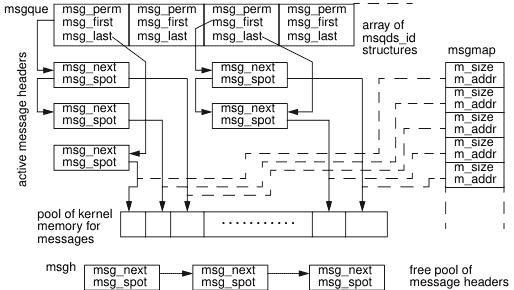 msgque
msg_perm msg_perm msg_perm msg_perm
msg_first msg_first msg_first msg_first
msg_last msg_last msg_last msg_last
array of
msqds_id
structures
msgmap
active message headers
msg_next
msg_spot
msg_next
msg_spot
msg_next
msg_spot
msg_next
msg_spot
msg_next
msg_spot
m_size
m_addr
m_size
m_addr
m_size
m_addr
m_size
m_addr
m_size
m_addr
pool of kernel
memory for
messages
msgh
msg_next msg_next msg_next
msg_spot msg_spot msg_spot
free pool of
message headers